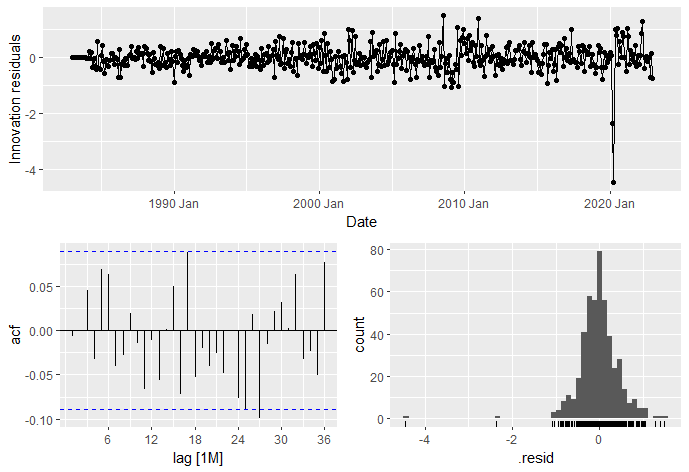 Innovation residuals
0
-2
-4
1990 Jan
2000 Jan
2010 Jan
2020 Jan
Date
acf
0.05
0.00
-0.05
-0.10
6
12
18
24
30
36
lag [1M]
count
80
60
40
20
0
-4
-2
0
.resid